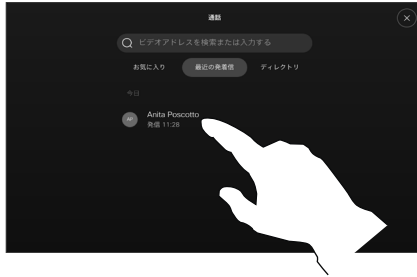 通話
ビデオアドレスを検索または入力する
お気に入り
最近の発着信
ディレクトリ
今日
AP
Anita Poscotto
発信 11:28